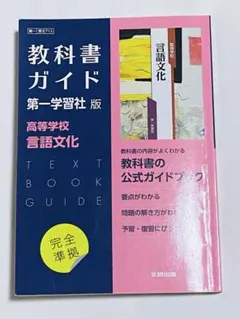 教科書
ガイド
第一学習社 版
高等学校
言語文化
TEXT
BOOK
GUIDE
完全
準拠
言語文化
教科書の内容がよくわかる
教科書の
公式ガイドブック
要点がわかる
問題の解き方がわ
予習・復習に
文研出版